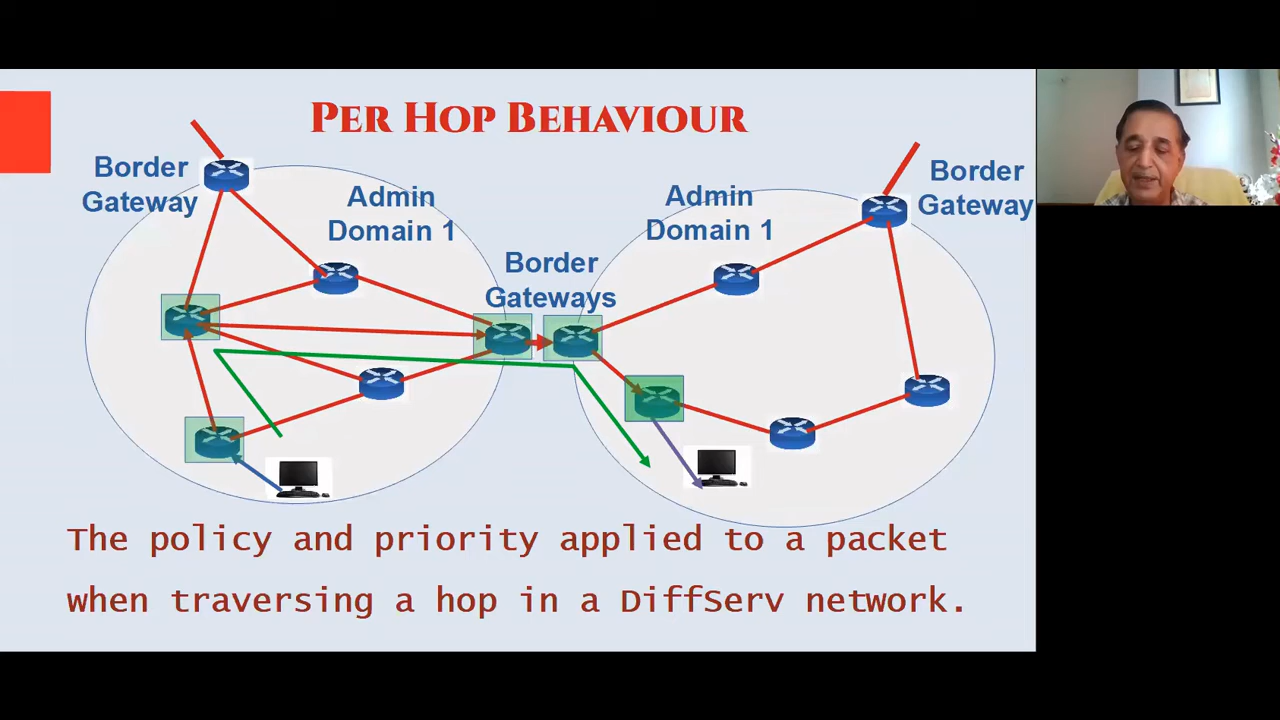 PER HOP BEHAVIOUR
Border
Gateway
Admin
Domain 1
Border
Gateways
Admin
Domain 1
Border
Gateway
The policy and priority applied to a packet
when traversing a hop in a DiffServ network.